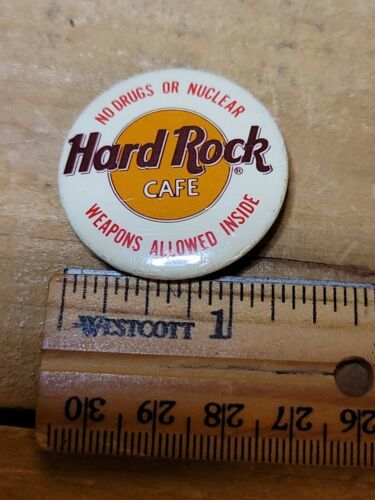 NO DRUGS OR NUCLEAR
Hard Rock ®
CAFE
WEAPONS ALLOWED INSIDE
WESTCOTT 1
30 29 28 27 26